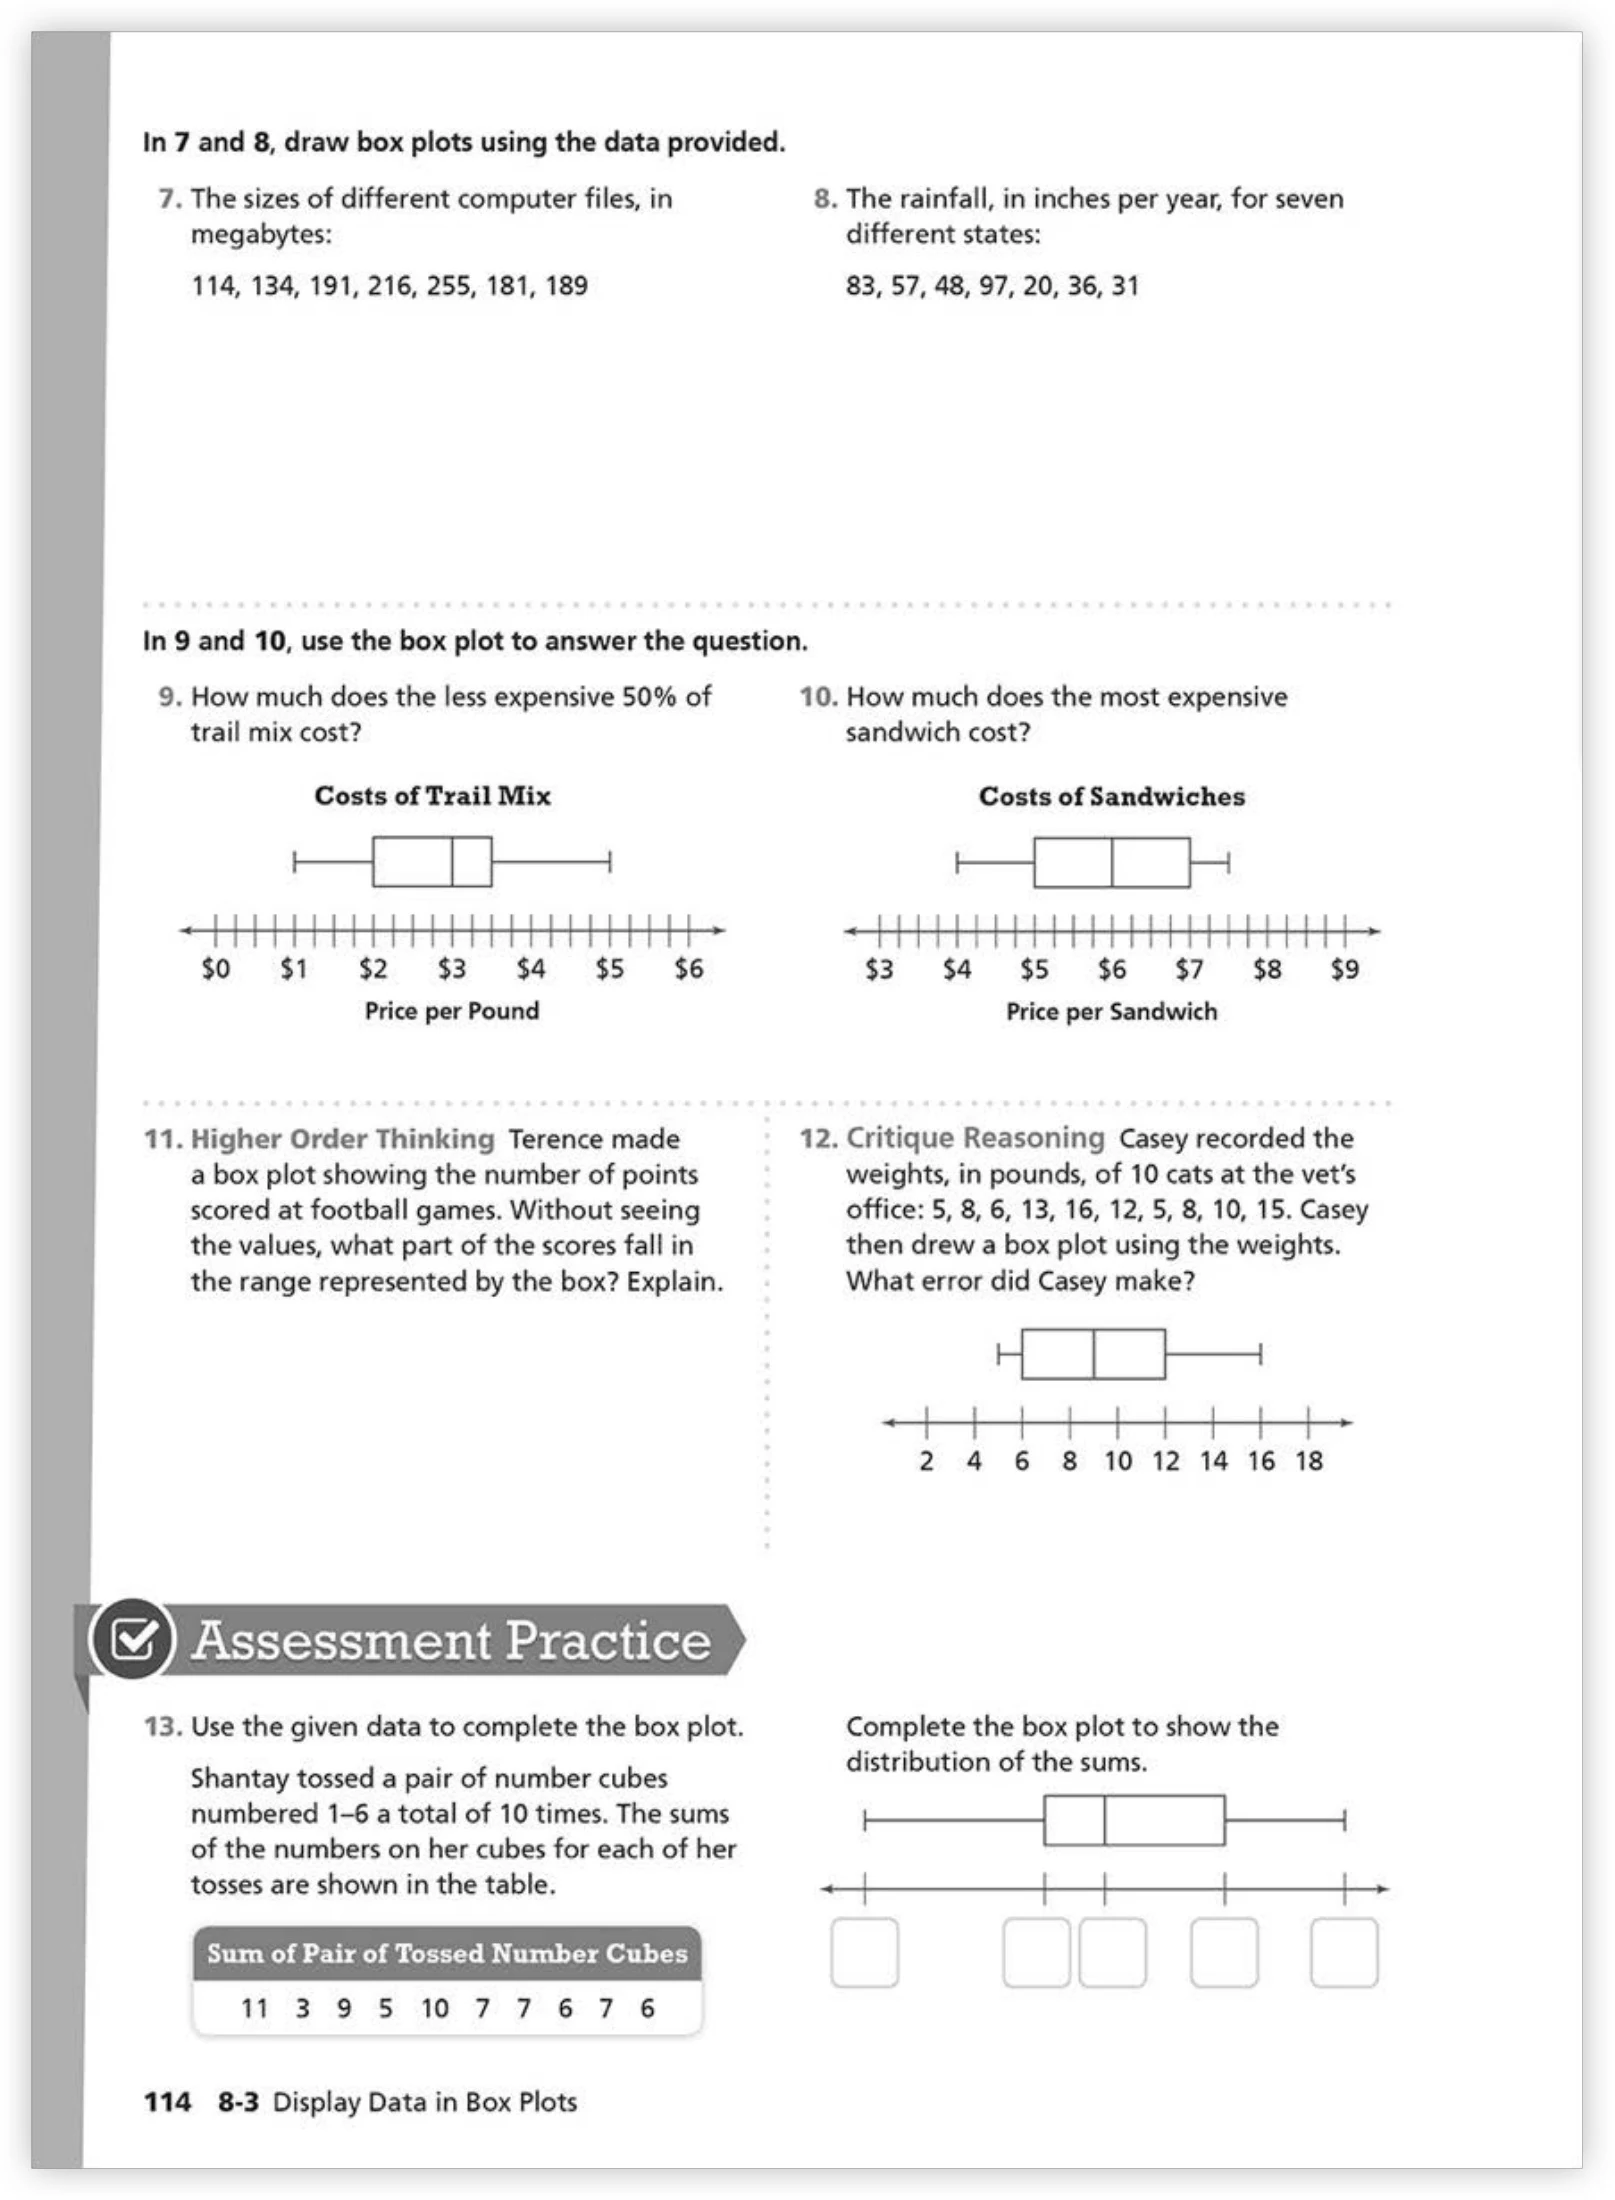 In 7 and 8, draw box plots using the data provided.
7. The sizes of different computer files, in
megabytes:
114, 134, 191, 216, 255, 181, 189
8. The rainfall, in inches per year, for seven
different states:
83, 57, 48, 97, 20, 36, 31
In 9 and 10, use the box plot to answer the question.
9. How much does the less expensive 50% of
trail mix cost?
Costs of Trail Mix
$0 $1 $2 $3 $4 $5 $6
Price per Pound
10. How much does the most expensive
sandwich cost?
Costs of Sandwiches
$3 $4 $5 $6 $7 $8 $9
Price per Sandwich
11. Higher Order Thinking Terence made
a box plot showing the number of points
scored at football games. Without seeing
the values, what part of the scores fall in
the range represented by the box? Explain.
12. Critique Reasoning Casey recorded the
weights, in pounds, of 10 cats at the vet's
office: 5, 8, 6, 13, 16, 12, 5, 8, 10, 15. Casey
then drew a box plot using the weights.
What error did Casey make?
2 4 6 8 10 12 14 16 18
Assessment Practice
13. Use the given data to complete the box plot.
Shantay tossed a pair of number cubes
numbered 1–6 a total of 10 times. The sums
of the numbers on her cubes for each of her
tosses are shown in the table.
Sum of Pair of Tossed Number Cubes
11 3 9 5 10 7 7 6 7 6
Complete the box plot to show the
distribution of the sums.
114 8-3 Display Data in Box Plots